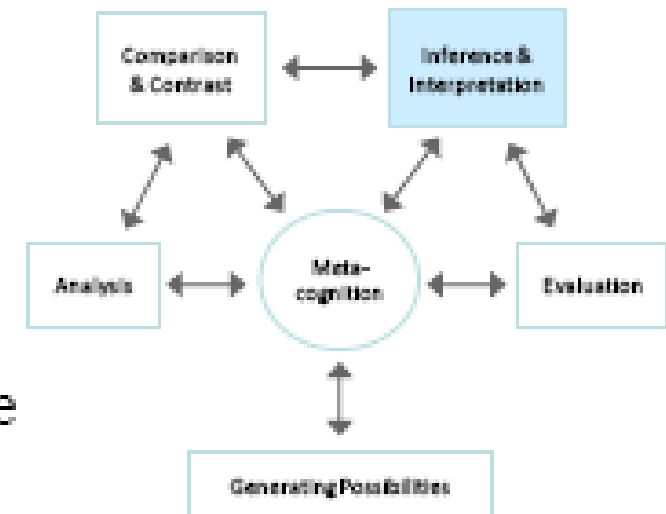 Comparison
& Contrast
Inference &
Interpretation
Analysis
Meta-
cognition
Evaluation
e
Generating Possibilities